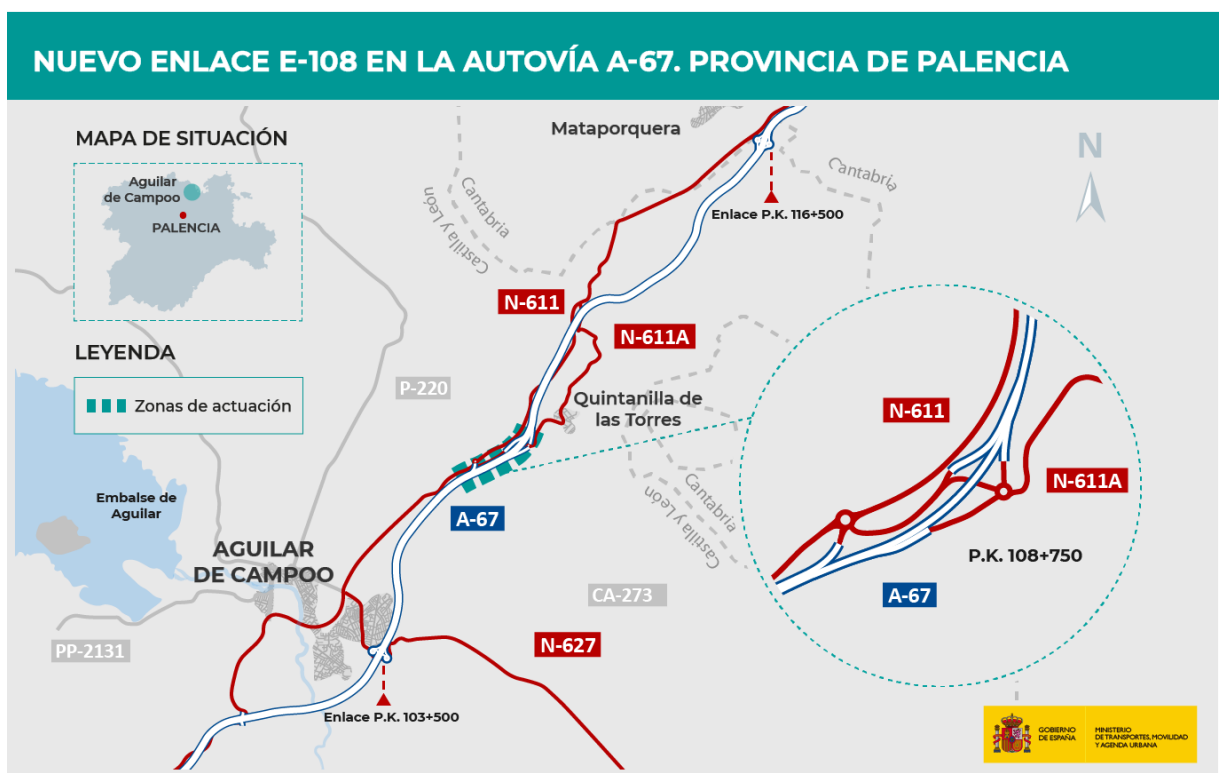 NUEVO ENLACE E-108 EN LA AUTOVÍA A-67. PROVINCIA DE PALENCIA
MAPA DE SITUACIÓN
Aguilar
de Campoo
PALENCIA
LEYENDA
Zonas de actuación
Mataporquera
Cantabria
Enlace P.K. 116+500
N
Cantabria
Castilla y León
N-611
N-611A
P-220
Quintanilla de
las Torres
Cantabria
Castilla y León
A-67
Embalse de
Aguilar
AGUILAR
DE CAMPOO
CA-273
PP-2131
N-627
Enlace P.K. 103+500
N-611
N-611A
P.K. 108+750
A-67
GOBIERNO
DE ESPAÑA
MINISTERIO
DE TRANSPORTES, MOVILIDAD
Y AGENDA URBANA